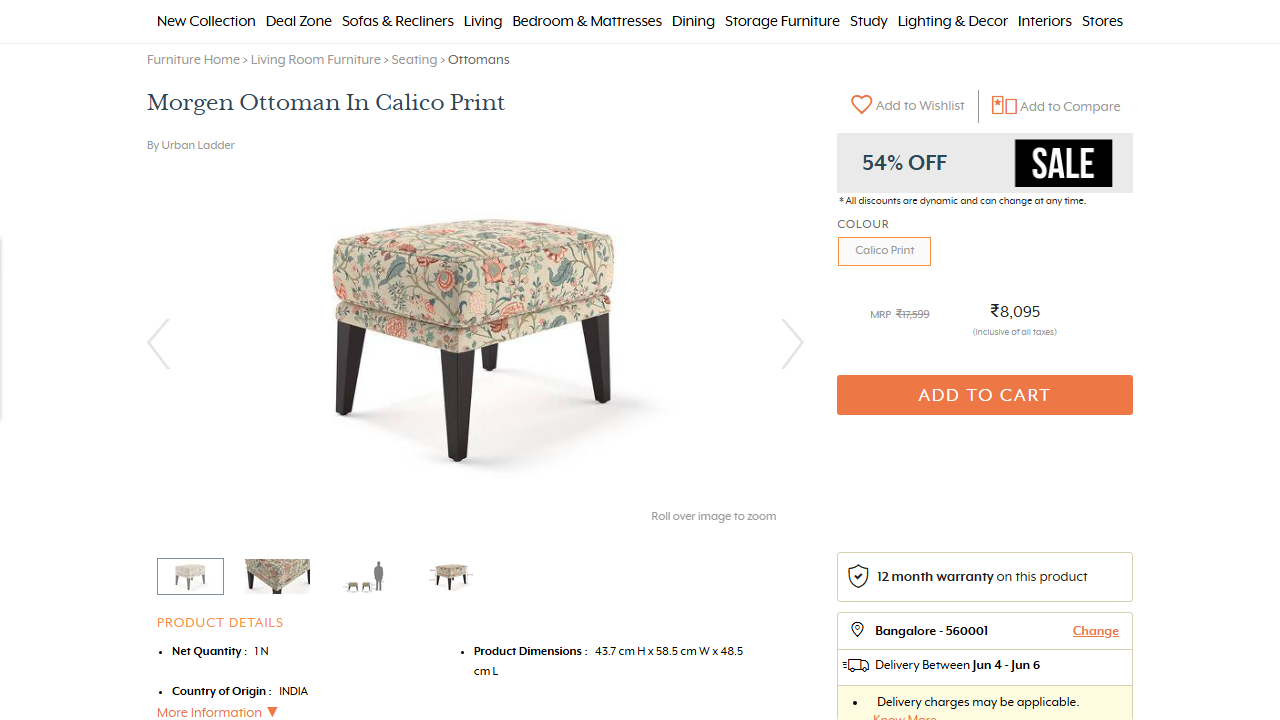 New Collection Deal Zone Sofas & Recliners Living Bedroom & Mattresses Dining Storage Furniture Study Lighting & Decor Interiors Stores
Furniture Home > Living Room Furniture > Seating > Ottomans
Morgen Ottoman In Calico Print
By Urban Ladder
Add to Wishlist
Add to Compare
54% OFF
SALE
* All discounts are dynamic and can change at any time.
COLOUR
Calico Print
MRP ₹17,599
₹8,095
(Inclusive of all taxes)
ADD TO CART
Roll over image to zoom
12 month warranty on this product
Bangalore - 560001
Change
Delivery Between Jun 4 - Jun 6
• Delivery charges may be applicable.
Know More
PRODUCT DETAILS
• Net Quantity : 1 N
• Product Dimensions : 43.7 cm H x 58.5 cm W x 48.5
cm L
• Country of Origin : INDIA
More Information ▼